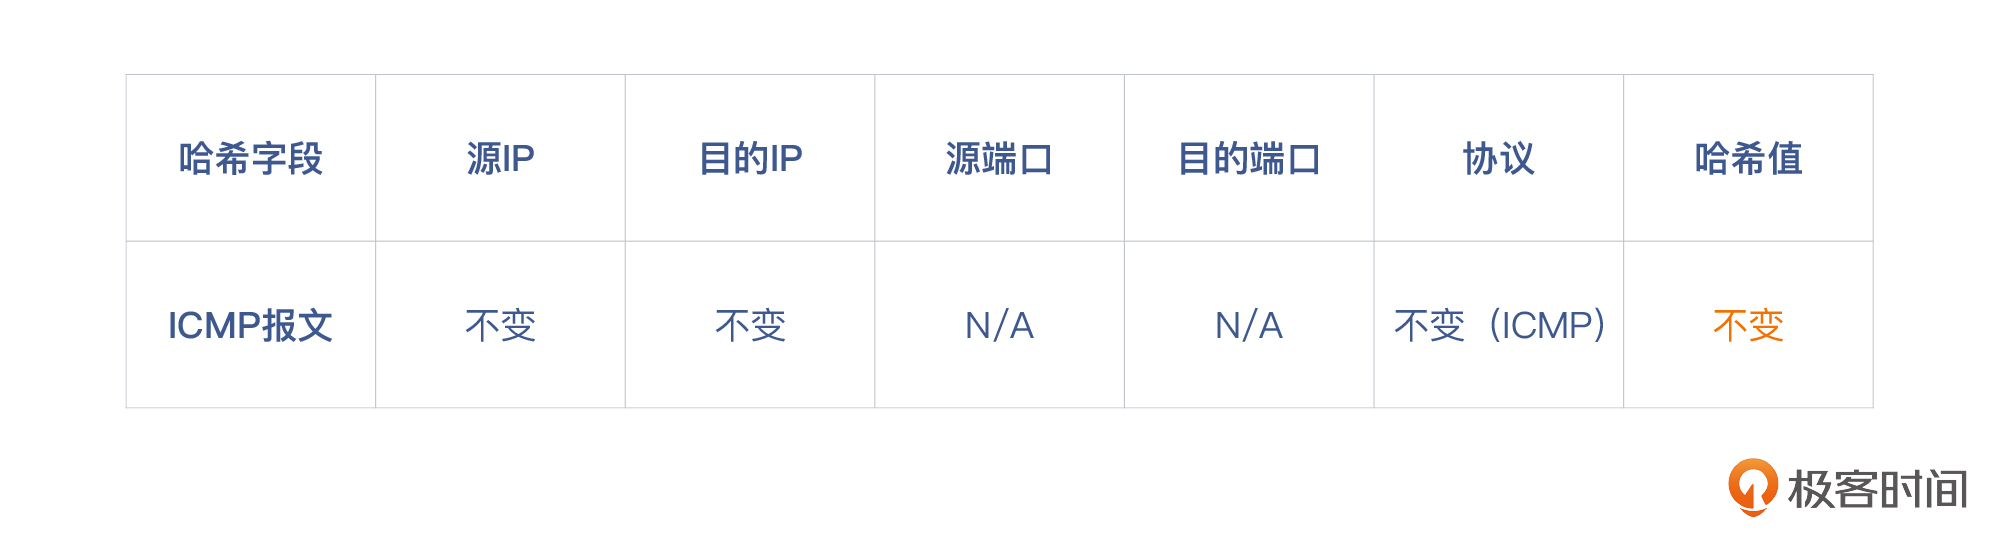 哈希字段 源IP 目的IP 源端口 目的端口 协议 哈希值
ICMP报文 不变 不变 N/A N/A 不变（ICMP） 不变
极客时间